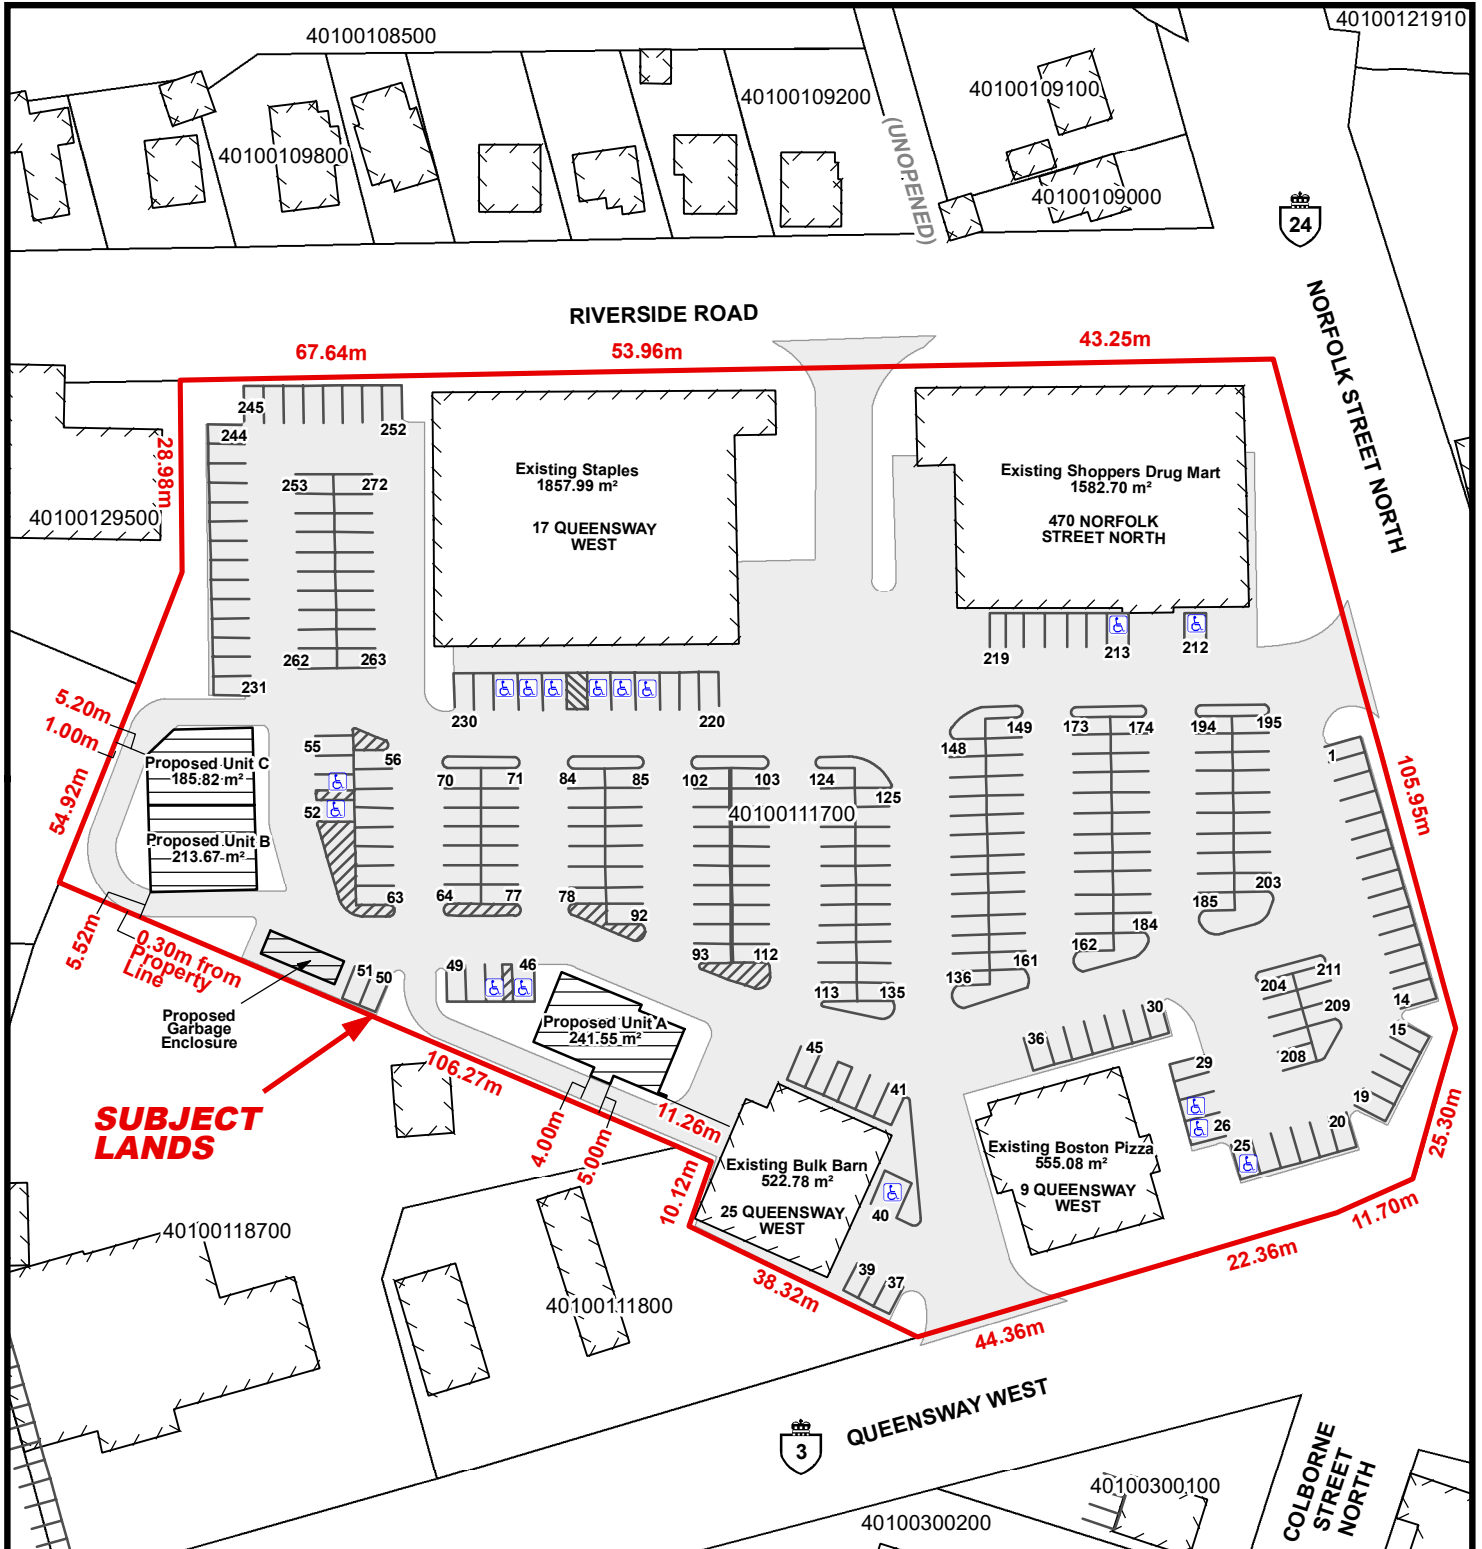 40100121910
40100108500
40100109200
40100109100
40100109800
40100109000
(UNOPENED)
24
NORFOLK STREET NORTH
RIVERSIDE ROAD
67.64m
53.96m
43.25m
245
252
244
28.98m
253
272
40100129500
262
263
231
Existing Staples
1857.99 m²
17 QUEENSWAY
WEST
Existing Shoppers Drug Mart
1582.70 m²
470 NORFOLK
STREET NORTH
219
213
212
230
220
5.20m
1.00m
54.92m
Proposed Unit C
185.82 m²
Proposed Unit B
213.67 m²
55
56
52
63
70
71
64
77
84
85
78
92
102
103
93
112
124
125
113
135
40100111700
148
149
136
161
173
174
162
184
194
195
185
203
1
105.95m
14
15
19
20
211
204
209
208
5.52m
0.30m from
Property
Line
Proposed
Garbage
Enclosure
51
50
49
46
Proposed Unit A
241.55 m²
45
41
36
30
29
26
25
106.27m
SUBJECT
LANDS
4.00m
5.00m
11.26m
10.12m
Existing Bulk Barn
522.78 m²
25 QUEENSWAY
WEST
40
39
37
Existing Boston Pizza
555.08 m²
9 QUEENSWAY
WEST
25.30m
11.70m
22.36m
44.36m
38.32m
40100118700
40100111800
3
QUEENSWAY WEST
COLBORNE
STREET
NORTH
40100300100
40100300200